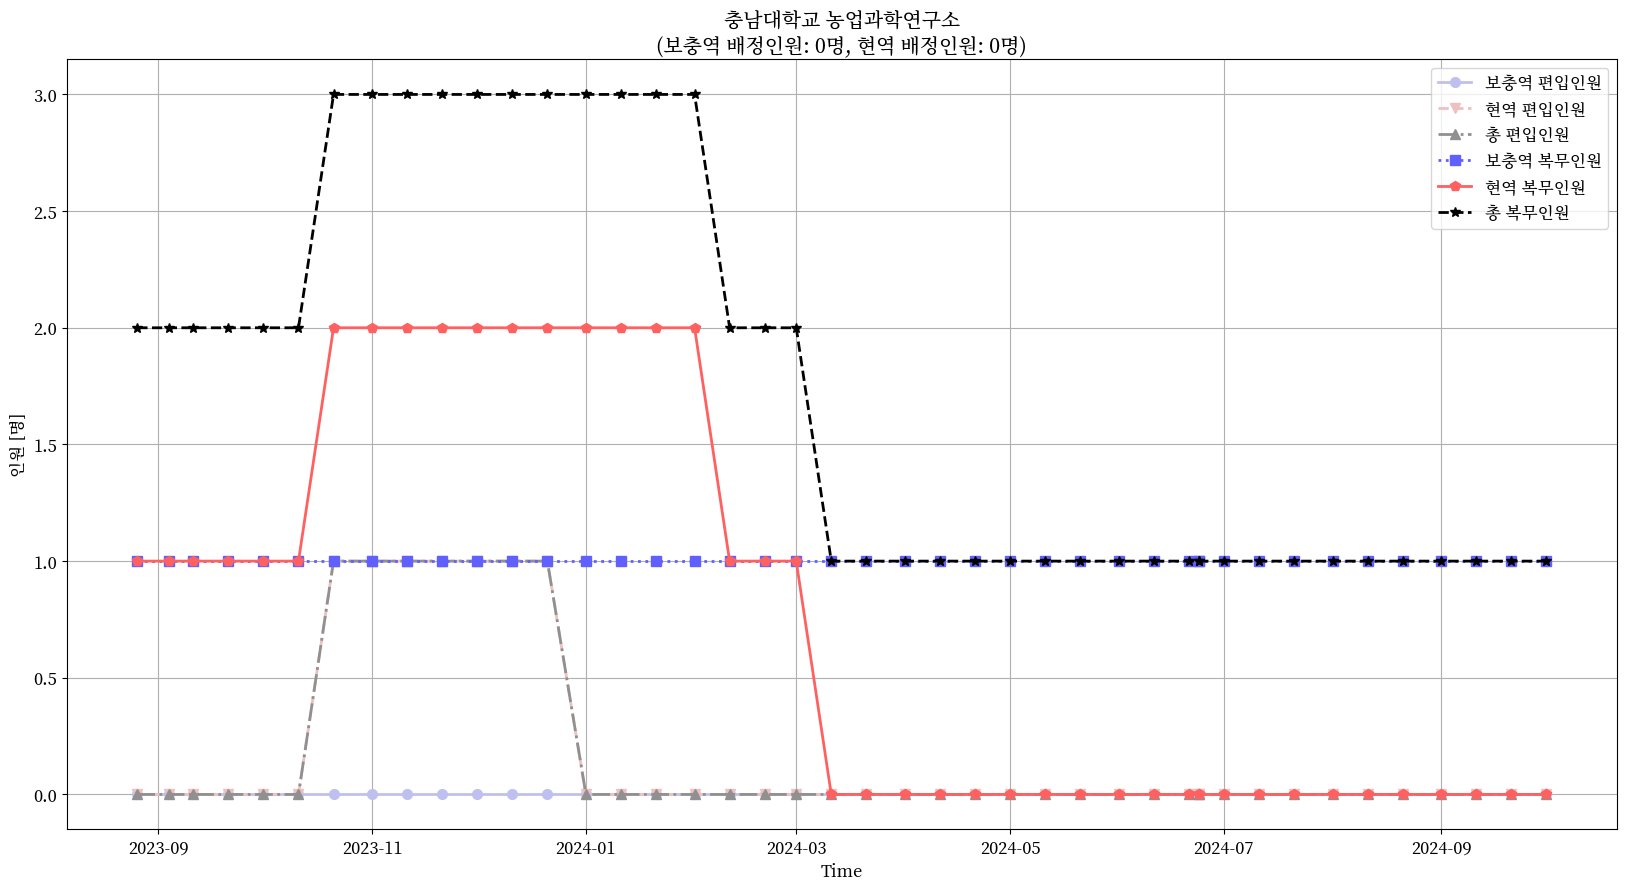 충남대학교 농업과학연구소
(보충역 배정인원: 0명, 현역 배정인원: 0명)
보충역 편입인원
현역 편입인원
총 편입인원
보충역 복무인원
현역 복무인원
총 복무인원
3.0
2.5
2.0
1.5
1.0
0.5
0.0
인원 [명]
2023-09
2023-11
2024-01
2024-03
2024-05
2024-07
2024-09
Time